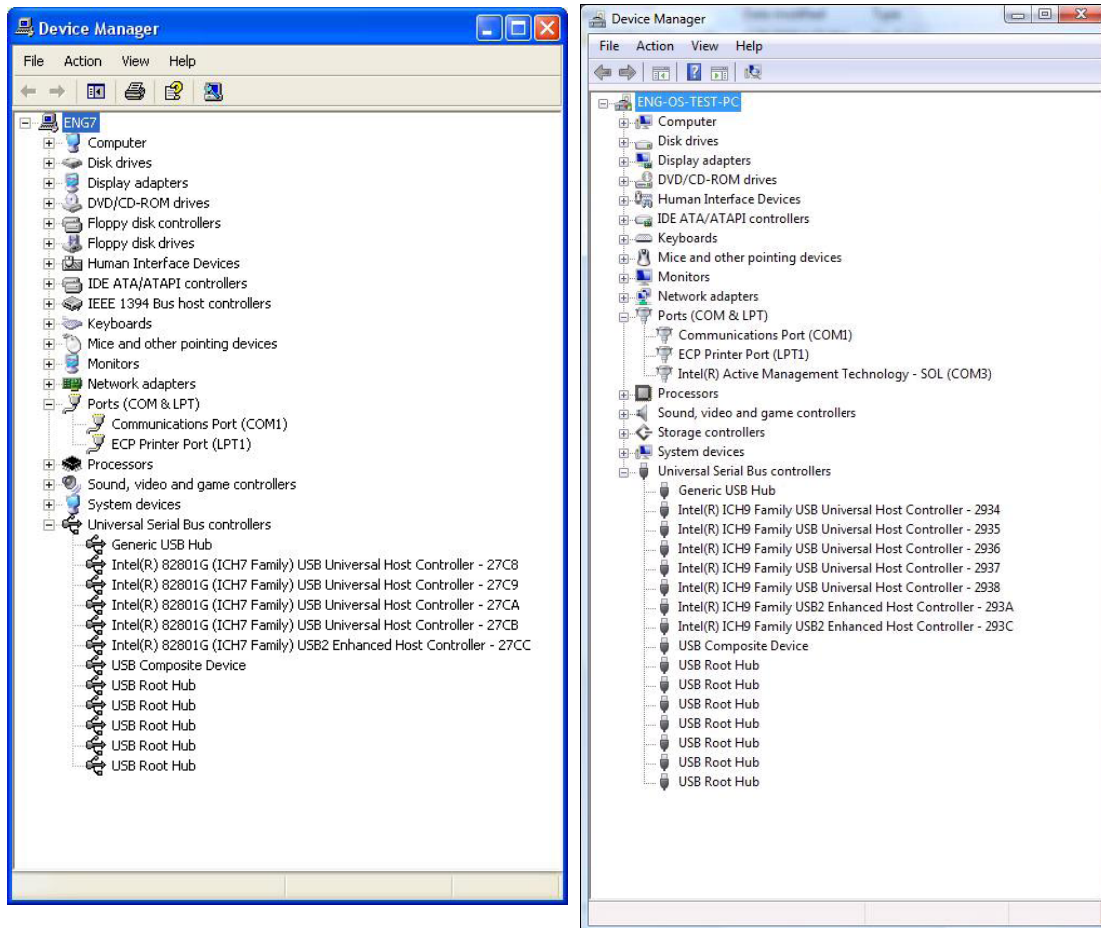 Device Manager
File Action View Help
ENG7
Computer
Disk drives
Display adapters
DVD/CD-ROM drives
Floppy disk controllers
Floppy disk drives
Human Interface Devices
IDE ATA/ATAPI controllers
IEEE 1394 Bus host controllers
Keyboards
Mice and other pointing devices
Monitors
Network adapters
Ports (COM & LPT)
Communications Port (COM1)
ECP Printer Port (LPT1)
Processors
Sound, video and game controllers
System devices
Universal Serial Bus controllers
Generic USB Hub
Intel(R) 82801G (ICH7 Family) USB Universal Host Controller - 27C8
Intel(R) 82801G (ICH7 Family) USB Universal Host Controller - 27C9
Intel(R) 82801G (ICH7 Family) USB Universal Host Controller - 27CA
Intel(R) 82801G (ICH7 Family) USB Universal Host Controller - 27CB
Intel(R) 82801G (ICH7 Family) USB2 Enhanced Host Controller - 27CC
USB Composite Device
USB Root Hub
USB Root Hub
USB Root Hub
USB Root Hub
USB Root Hub
Device Manager
File Action View Help
ENG-OS-TEST-PC
Computer
Disk drives
Display adapters
DVD/CD-ROM drives
Human Interface Devices
IDE ATA/ATAPI controllers
Keyboards
Mice and other pointing devices
Monitors
Network adapters
Ports (COM & LPT)
Communications Port (COM1)
ECP Printer Port (LPT1)
Intel(R) Active Management Technology - SOL (COM3)
Processors
Sound, video and game controllers
Storage controllers
System devices
Universal Serial Bus controllers
Generic USB Hub
Intel(R) ICH9 Family USB Universal Host Controller - 2934
Intel(R) ICH9 Family USB Universal Host Controller - 2935
Intel(R) ICH9 Family USB Universal Host Controller - 2936
Intel(R) ICH9 Family USB Universal Host Controller - 2937
Intel(R) ICH9 Family USB Universal Host Controller - 2938
Intel(R) ICH9 Family USB2 Enhanced Host Controller - 293A
Intel(R) ICH9 Family USB2 Enhanced Host Controller - 293C
USB Composite Device
USB Root Hub
USB Root Hub
USB Root Hub
USB Root Hub
USB Root Hub
USB Root Hub
USB Root Hub